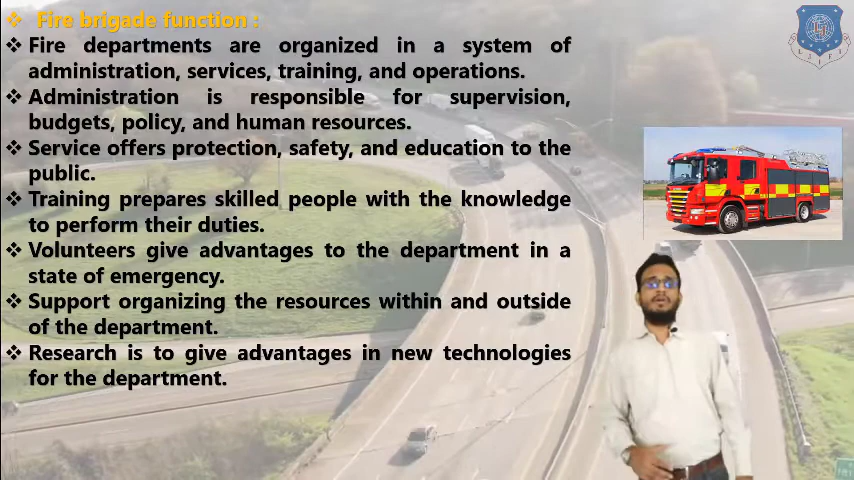 ❖ Fire brigade function :
❖ Fire departments are organized in a system of
administration, services, training, and operations.
❖ Administration is responsible for supervision,
budgets, policy, and human resources.
❖ Service offers protection, safety, and education to the
public.
❖ Training prepares skilled people with the knowledge
to perform their duties.
❖ Volunteers give advantages to the department in a
state of emergency.
❖ Support organizing the resources within and outside
of the department.
❖ Research is to give advantages in new technologies
for the department.